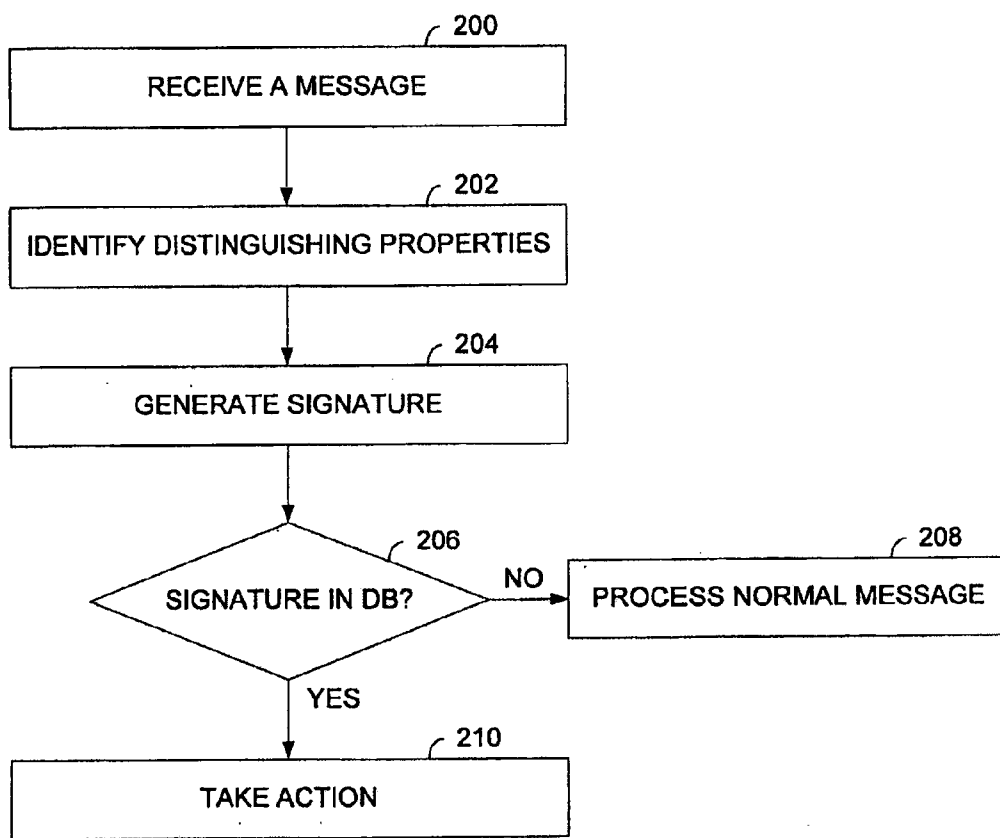 200
RECEIVE A MESSAGE
202
IDENTIFY DISTINGUISHING PROPERTIES
204
GENERATE SIGNATURE
206
SIGNATURE IN DB?
NO
208
PROCESS NORMAL MESSAGE
YES
210
TAKE ACTION